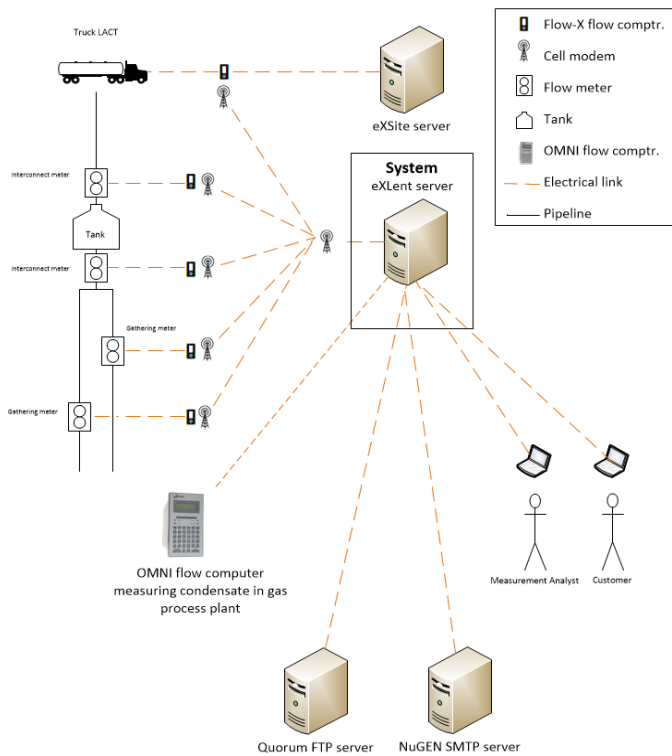 Truck LACT
eXSite server
Flow-X flow comptr.
Cell modem
Flow meter
Tank
OMNI flow comptr.
Electrical link
Pipeline
System
eXLent server
Interconnect meter
Tank
Interconnect meter
Gathering meter
Gathering meter
OMNI flow computer
measuring condensate in gas
process plant
Measurement Analyst
Customer
Quorum FTP server
NuGEN SMTP server